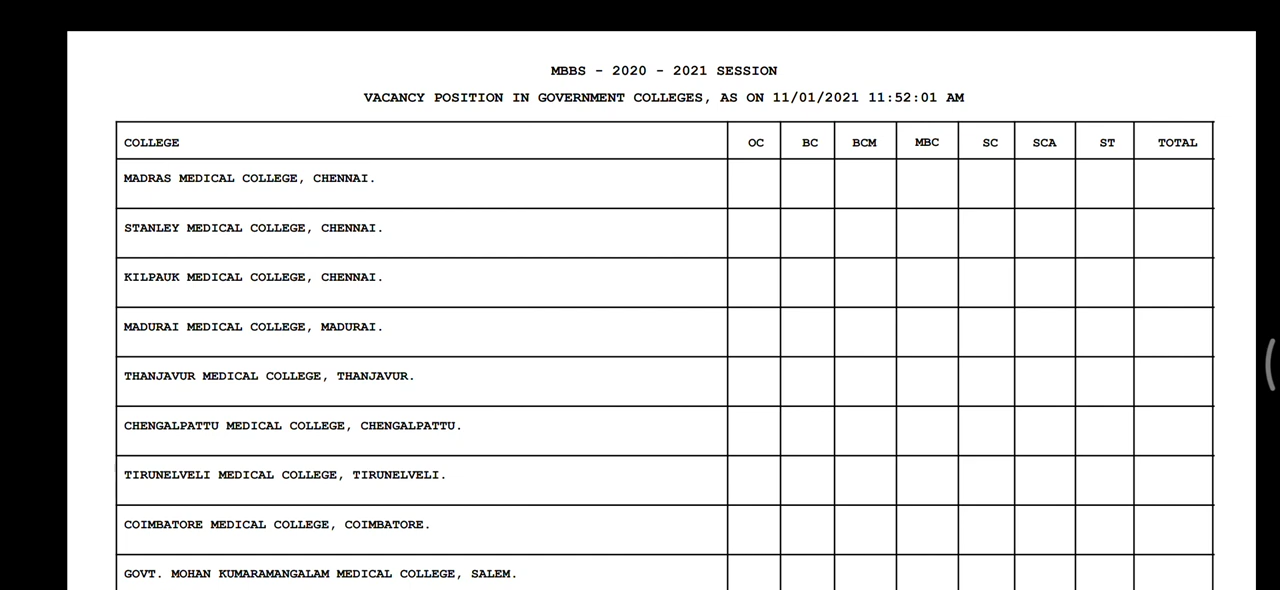 MBBS - 2020 - 2021 SESSION
VACANCY POSITION IN GOVERNMENT COLLEGES, AS ON 11/01/2021 11:52:01 AM
COLLEGE OC BC BCM MBC SC SCA ST TOTAL
MADRAS MEDICAL COLLEGE, CHENNAI.
STANLEY MEDICAL COLLEGE, CHENNAI.
KILPAUK MEDICAL COLLEGE, CHENNAI.
MADURAI MEDICAL COLLEGE, MADURAI.
THANJAVUR MEDICAL COLLEGE, THANJAVUR.
CHENGALPATTU MEDICAL COLLEGE, CHENGALPATTU.
TIRUNELVELI MEDICAL COLLEGE, TIRUNELVELI.
COIMBATORE MEDICAL COLLEGE, COIMBATORE.
GOVT. MOHAN KUMARAMANGALAM MEDICAL COLLEGE, SALEM.